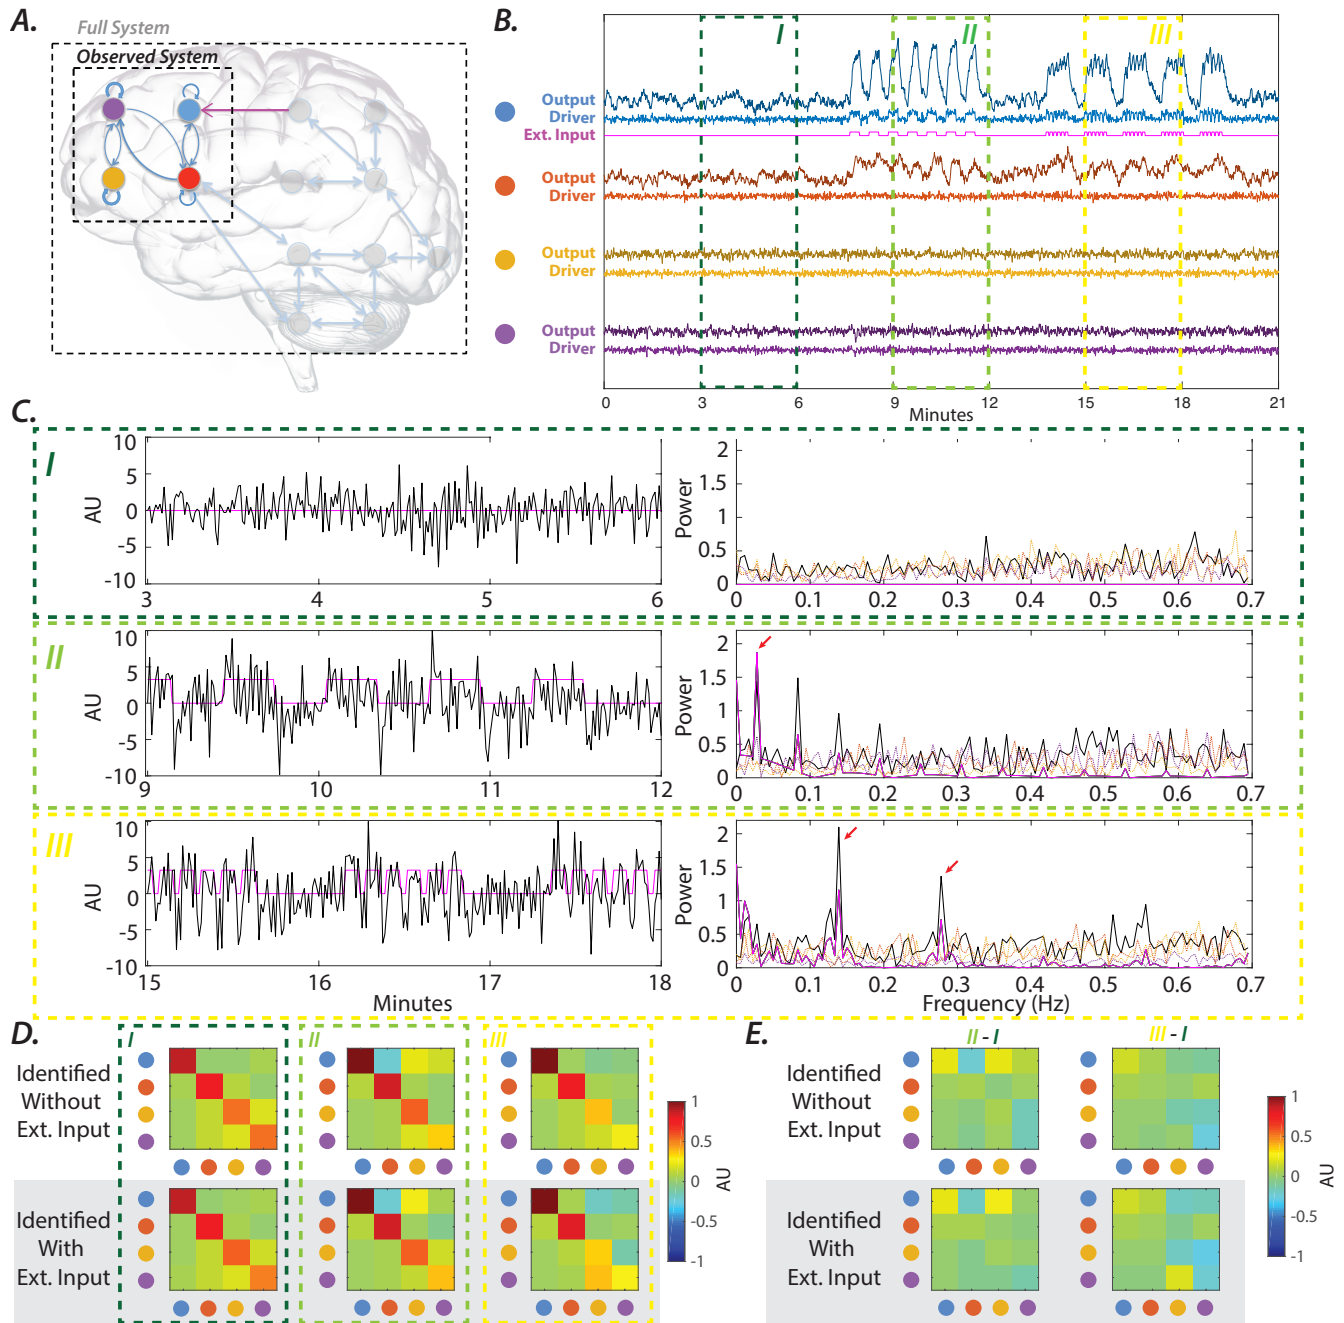 A.
Full System
Observed System
B.
I
II
III
Output
Driver
Ext. Input
Output
Driver
Output
Driver
Output
Driver
0 3 6 9 12 15 18 21
Minutes
C.
I
AU
10
5
0
-5
-10
3 4 5 6
Power
2
1.5
1
0.5
0
0 0.1 0.2 0.3 0.4 0.5 0.6 0.7
II
AU
10
5
0
-5
-10
9 10 11 12
Power
2
1.5
1
0.5
0
0 0.1 0.2 0.3 0.4 0.5 0.6 0.7
III
AU
10
5
0
-5
-10
15 16 17 18
Minutes
Power
2
1.5
1
0.5
0
0 0.1 0.2 0.3 0.4 0.5 0.6 0.7
Frequency (Hz)
D.
I
II
III
Identified
Without
Ext. Input
Identified
With
Ext. Input
1
0.5
0
-0.5
-1
AU
E.
II - I
III - I
Identified
Without
Ext. Input
Identified
With
Ext. Input
1
0.5
0
-0.5
-1
AU